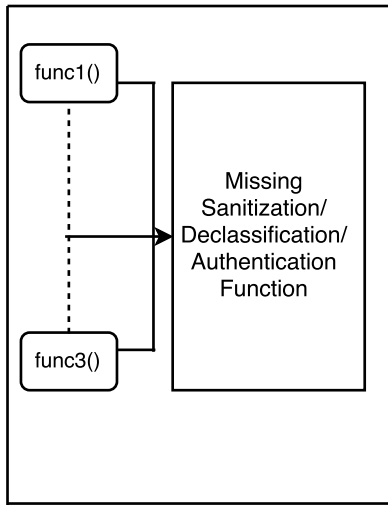 func1()
Missing
Sanitization/
Declassification/
Authentication
Function
func3()